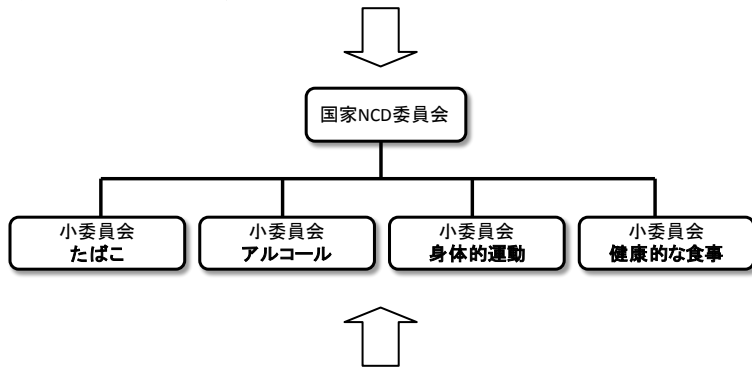 国家NCD委員会
小委員会
たばこ
小委員会
アルコール
小委員会
身体的運動
小委員会
健康的な食事